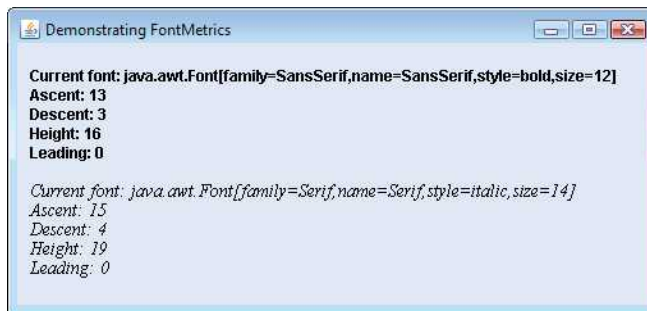 Demonstrating FontMetrics
Current font: java.awt.Font[family=SansSerif,name=SansSerif,style=bold,size=12]
Ascent: 13
Descent: 3
Height: 16
Leading: 0
Current font: java.awt.Font[family=Serif,name=Serif,style=italic,size=14]
Ascent: 15
Descent: 4
Height: 19
Leading: 0